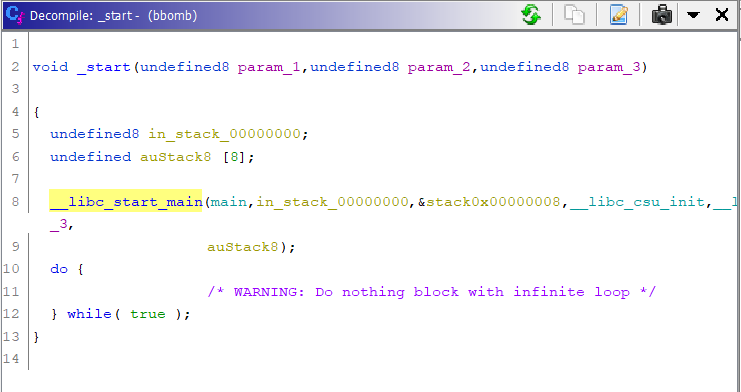 Decompile: _start - (bbomb)
1
2 void _start(undefined8 param_1,undefined8 param_2,undefined8 param_3)
3
4 {
5 undefined8 in_stack_00000000;
6 undefined auStack8 [8];
7
8 __libc_start_main(main,in_stack_00000000,&stack0x00000008,__libc_csu_init,__l
_3,
9 auStack8);
10 do {
11 /* WARNING: Do nothing block with infinite loop */
12 } while( true );
13 }
14